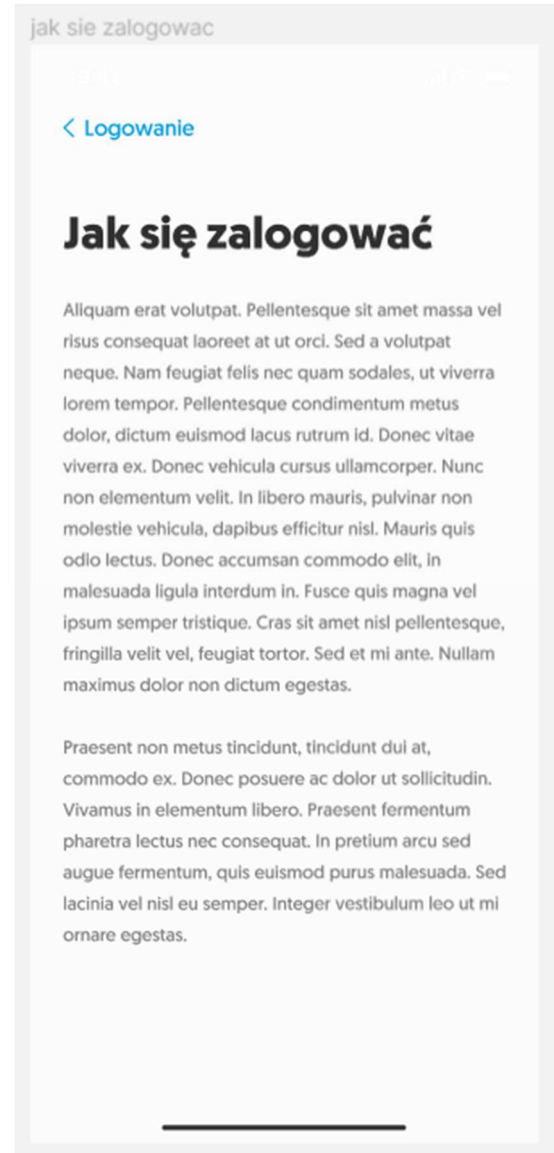 jak sie zalogowac
Logowanie
Jak się zalogować
Aliquam erat volutpat. Pellentesque sit amet massa vel
risus consequat laoreet at ut orci. Sed a volutpat
neque. Nam feugiat felis nec quam sodales, ut viverra
lorem tempor. Pellentesque condimentum metus
dolor, dictum euismod lacus rutrum id. Donec vitae
viverra ex. Donec vehicula cursus ullamcorper. Nunc
non elementum velit. In libero mauris, pulvinar non
molestie vehicula, dapibus efficitur nisl. Mauris quis
odio lectus. Donec accumsan commodo elit, in
malesuada ligula interdum in. Fusce quis magna vel
ipsum semper tristique. Cras sit amet nisl pellentesque,
fringilla velit vel, feugiat tortor. Sed et mi ante. Nullam
maximus dolor non dictum egestas.
Praesent non metus tincidunt, tincidunt dui at,
commodo ex. Donec posuere ac dolor ut sollicitudin.
Vivamus in elementum libero. Praesent fermentum
pharetra lectus nec consequat. In pretium arcu sed
augue fermentum, quis euismod purus malesuada. Sed
lacinia vel nisl eu semper. Integer vestibulum leo ut mi
ornare egestas.